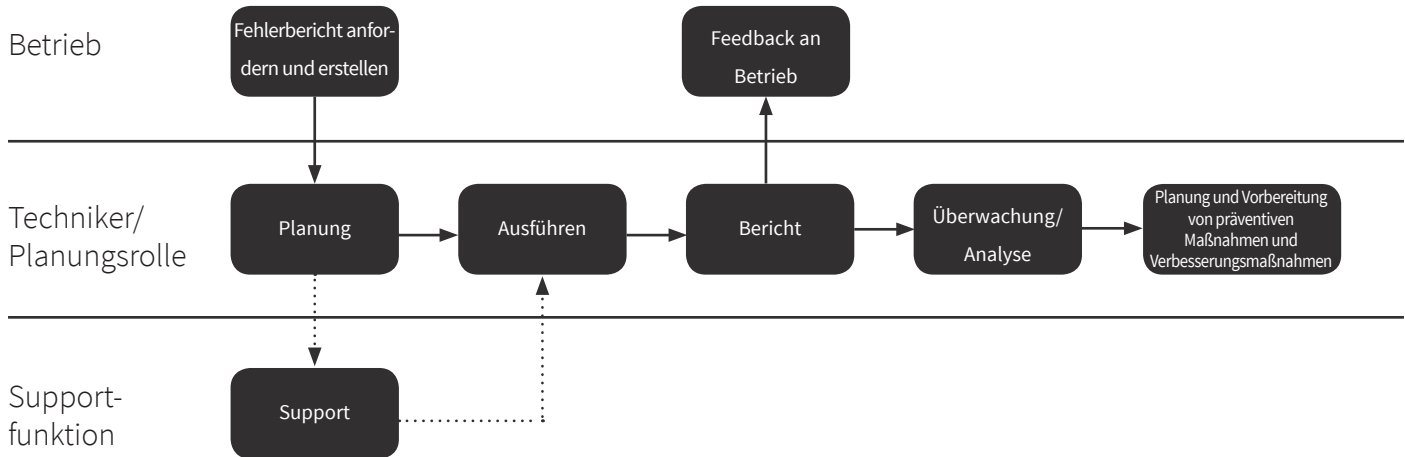 Betrieb
Fehlerbericht anfor-
dern und erstellen
Feedback an
Betrieb
Techniker/
Planungsrolle
Planung
Ausführen
Bericht
Überwachung/
Analyse
Planung und Vorbereitung
von präventiven
Maßnahmen und
Verbesserungsmaßnahmen
Support-
funktion
Support